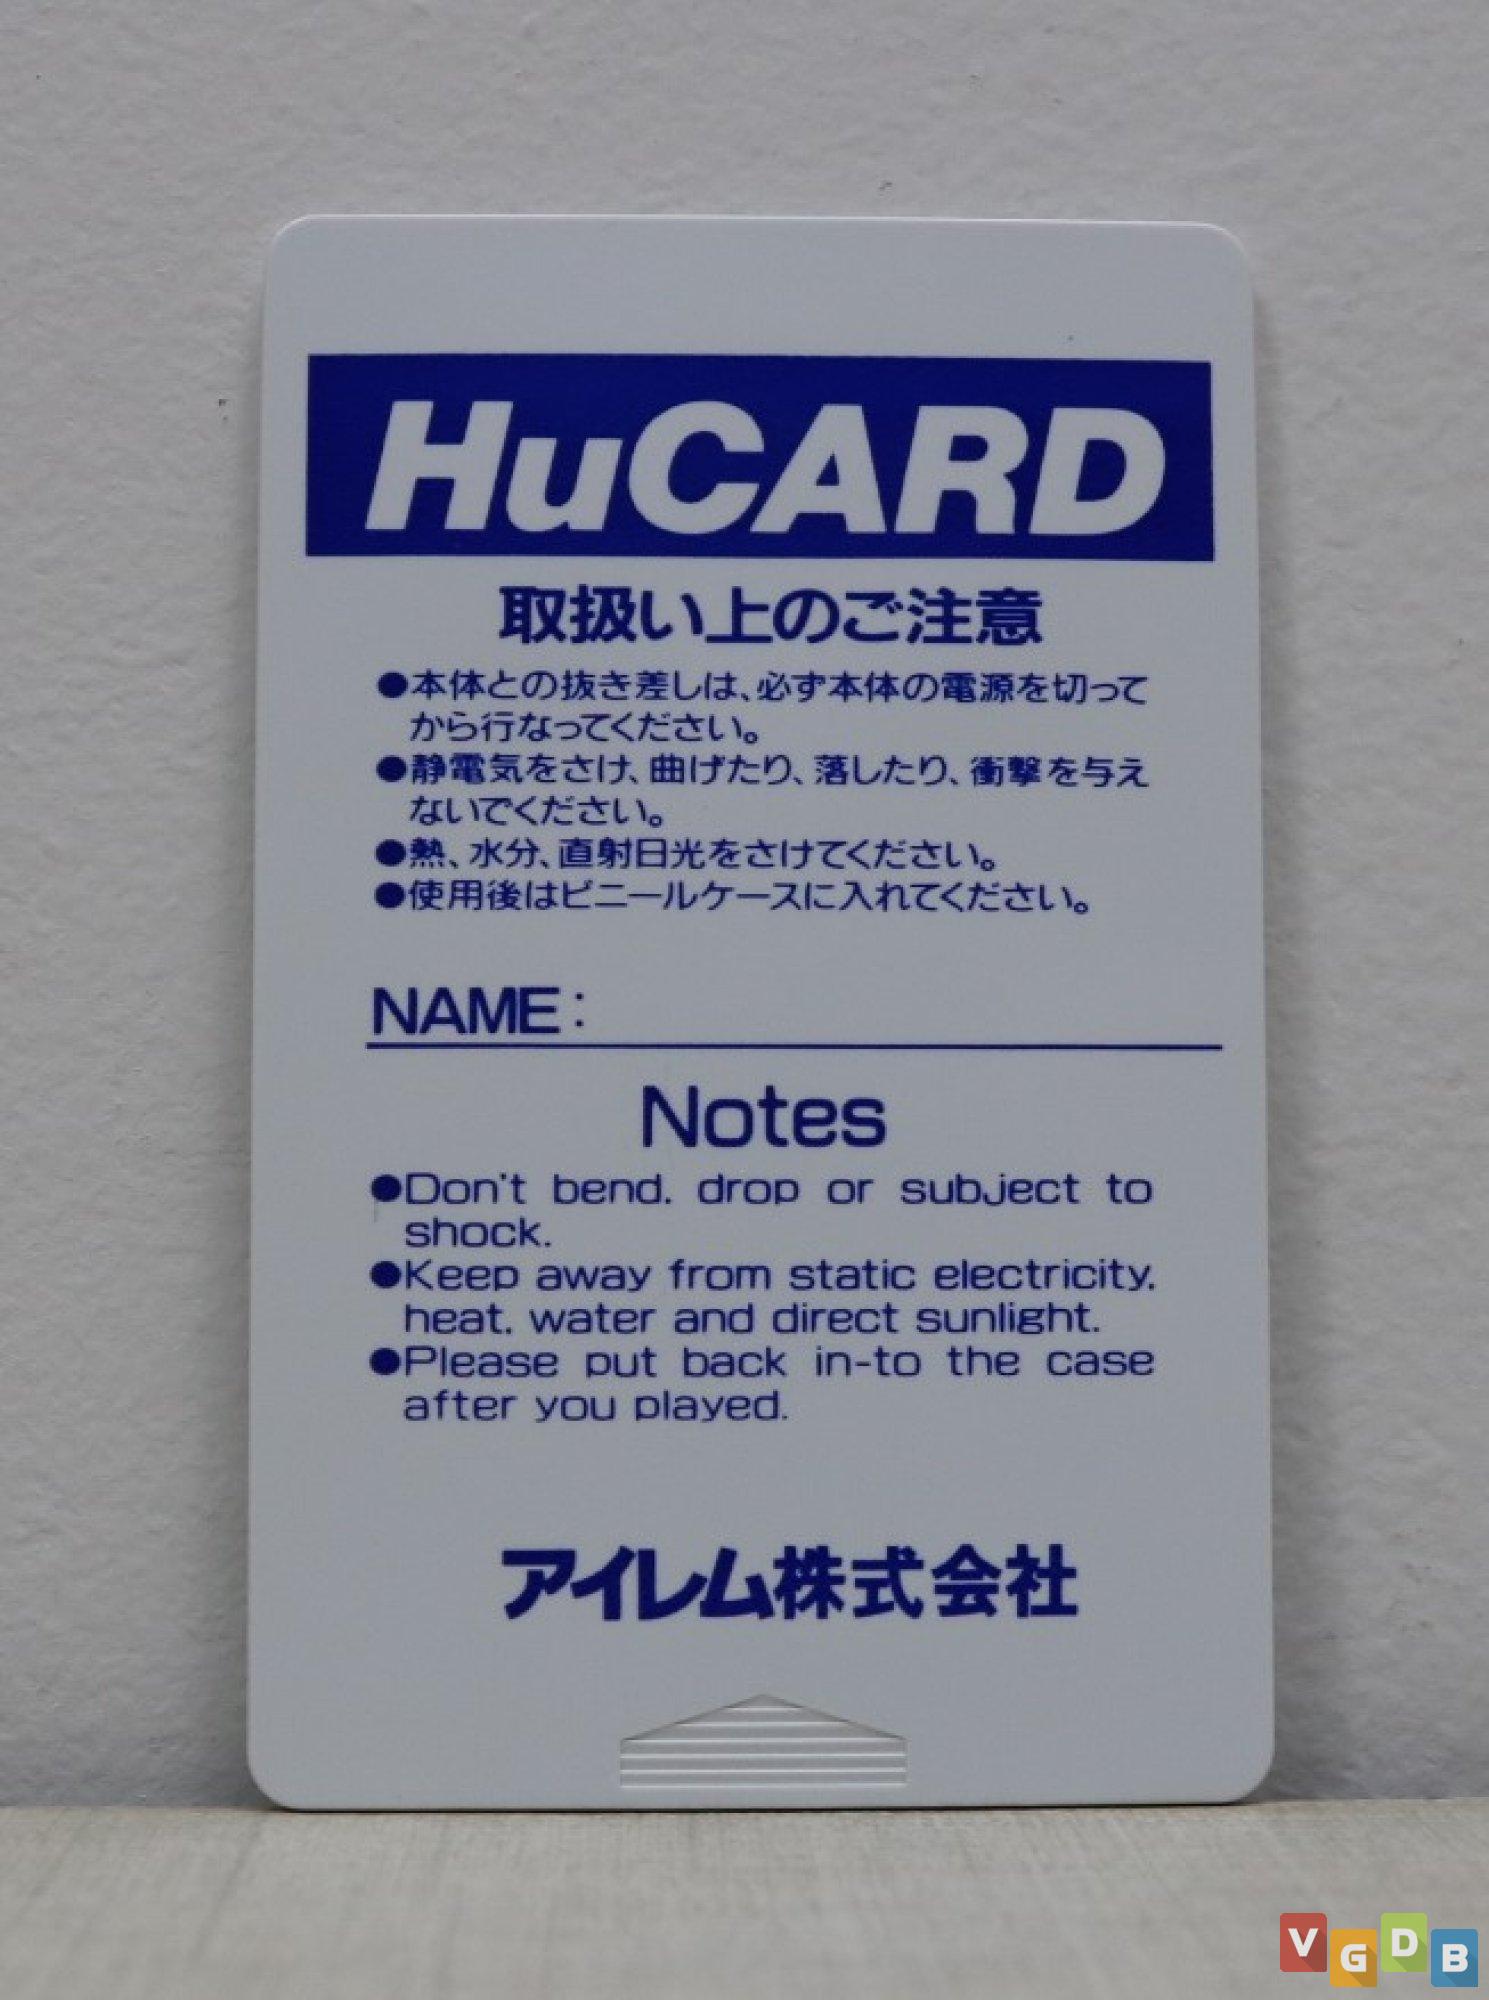 HuCARD
取扱い上のご注意
●本体との抜き差しは、必ず本体の電源を切って
から行なってください。
●静電気をさけ、曲げたり、落したり、衝撃を与え
ないでください。
●熱、水分、直射日光をさけてください。
●使用後はビニールケースに入れてください。
NAME:
Notes
●Don't bend. drop or subject to
shock.
●Keep away from static electricity.
heat. water and direct sunlight.
●Please put back in-to the case
after you played.
アイレム株式会社
VGDB